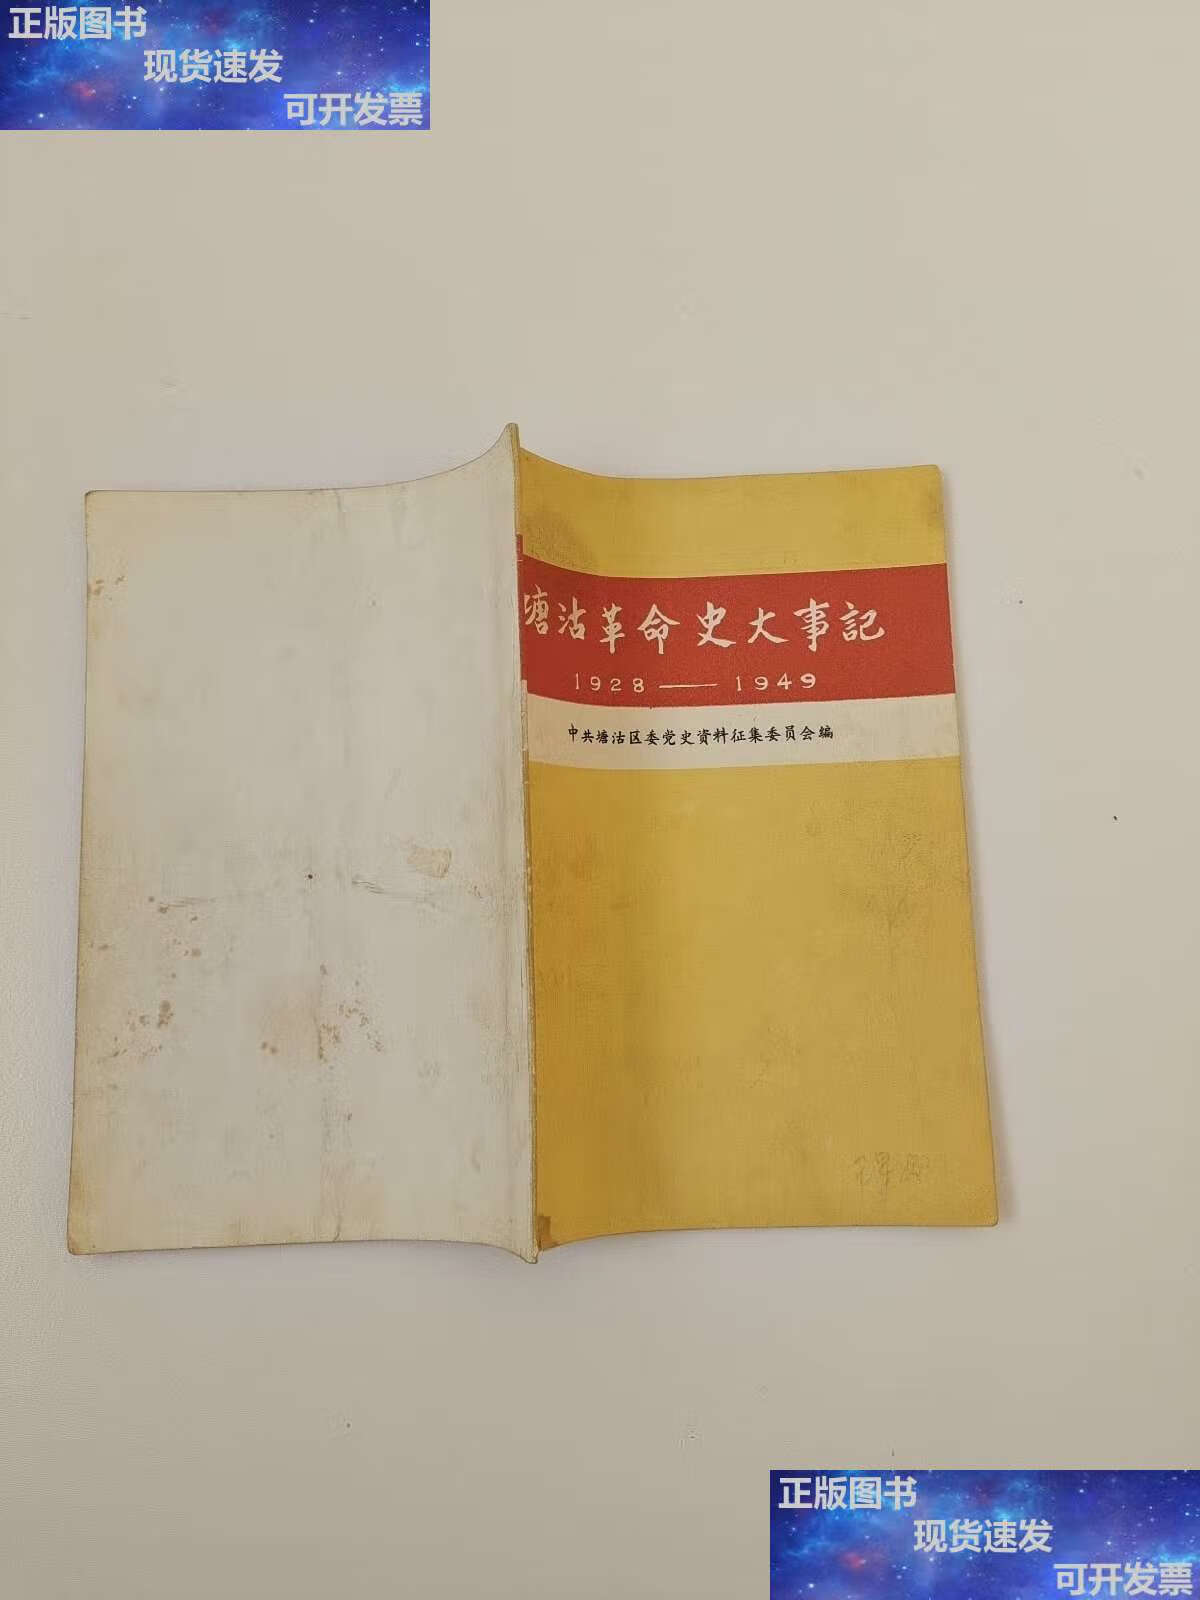 正版图书
现货速发
可开发票
塘沽革命史大事記
1928——1949
中共塘沽区委党史資料征集委员会编
正版图书
现货速发
可开发票